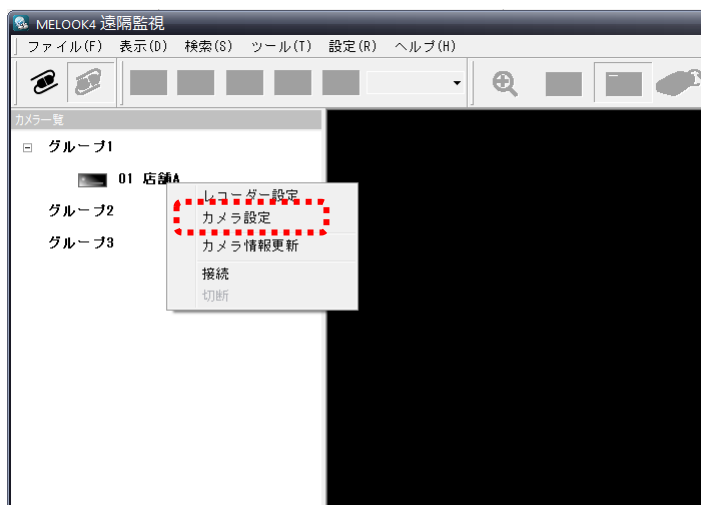 MELOOK4 遠隔監視
ファイル(F) 表示(D) 検索(S) ツール(T) 設定(R) ヘルプ(H)
カメラ一覧
グループ1
01 店舗A
レコーダー設定
グループ2
カメラ設定
グループ3
カメラ情報更新
接続
切断